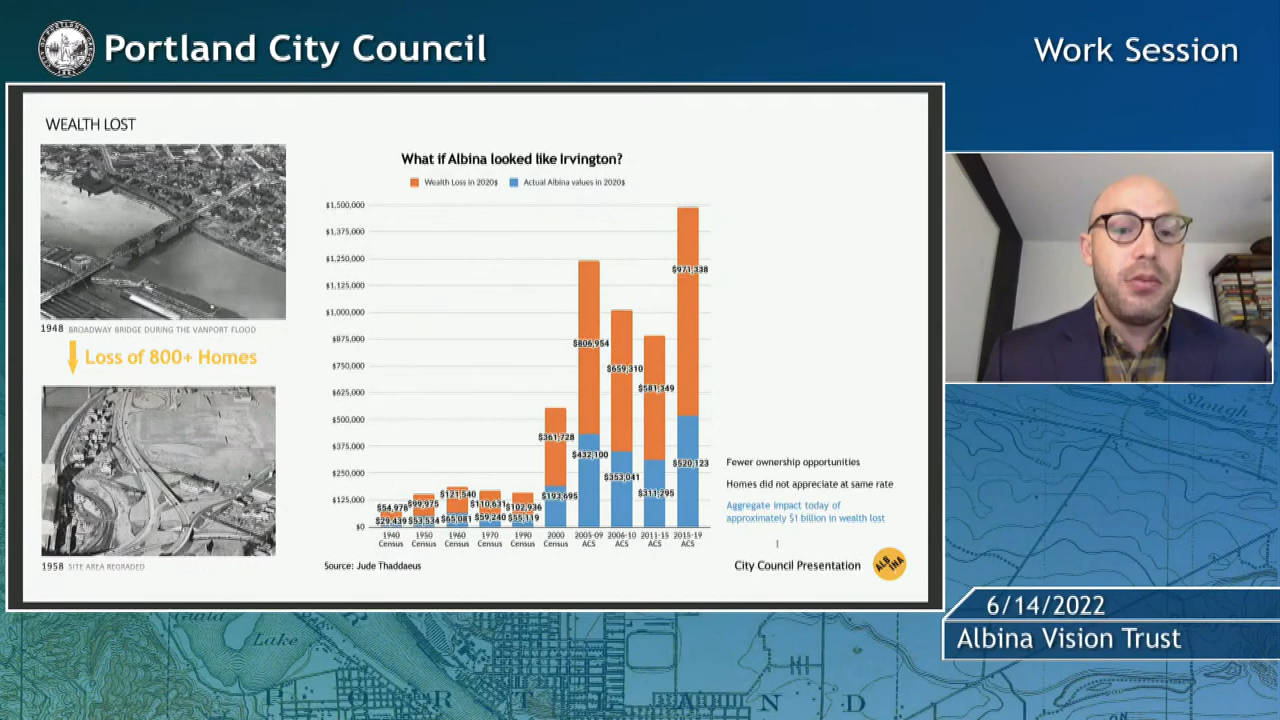 Portland City Council
Work Session
WEALTH LOST
1948 BROADWAY BRIDGE DURING THE VANPORT FLOOD
Loss of 800+ Homes
1958 SITE AREA REGRADED
What if Albina looked like Irvington?
Wealth Loss in 2020$ Actual Albina values in 2020$
$1,500,000
$1,375,000
$1,250,000
$1,125,000
$1,000,000
$875,000
$750,000
$625,000
$500,000
$375,000
$250,000
$125,000
$0
$54,978 $99,975 $121,540 $110,631 $102,936 $361,728 $806,954 $659,310 $581,349 $971,338
$29,439 $53,534 $65,081 $59,240 $55,119 $193,695 $432,100 $353,041 $311,295 $520,123
1940 1950 1960 1970 1990 2000 2005-09 2006-10 2011-15 2015-19
Census Census Census Census Census Census ACS ACS ACS ACS
Source: Jude Thaddaeus
Fewer ownership opportunities
Homes did not appreciate at same rate
Aggregate impact today of
approximately $1 billion in wealth lost
City Council Presentation
ALB
INA
6/14/2022
Albina Vision Trust
Slough
Guild
Lake
P O R T L A N D